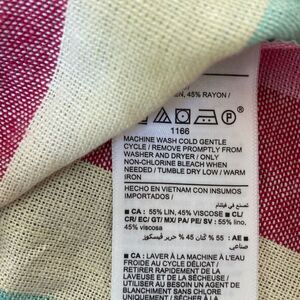 EN, 45% RAYON /
P
1166
MACHINE WASH COLD GENTLE
CYCLE / REMOVE PROMPTLY FROM
WASHER AND DRYER / ONLY
NON-CHLORINE BLEACH WHEN
NEEDED / TUMBLE DRY LOW / WARM
IRON
HECHO EN VIETNAM CON INSUMOS
IMPORTADOS /
صنع في فيتنام
■ CA : 55% LIN, 45% VISCOSE ■ CL/
CR/ EC/ GT/ MX/ PA/ PE/ SV : 55% lino,
45% viscosa
■ AE : 55 % كتان 45 % حرير فيسكوز
صناعي
■ CA : LAVER À LA MACHINE À L'EAU
FROIDE AU CYCLE DÉLICAT /
RETIRER RAPIDEMENT DE LA
LAVEUSE ET DE LA SÉCHEUSE /
UTILISER AU BESOIN UN AGENT DE
BLANCHIMENT SANS CHLORE